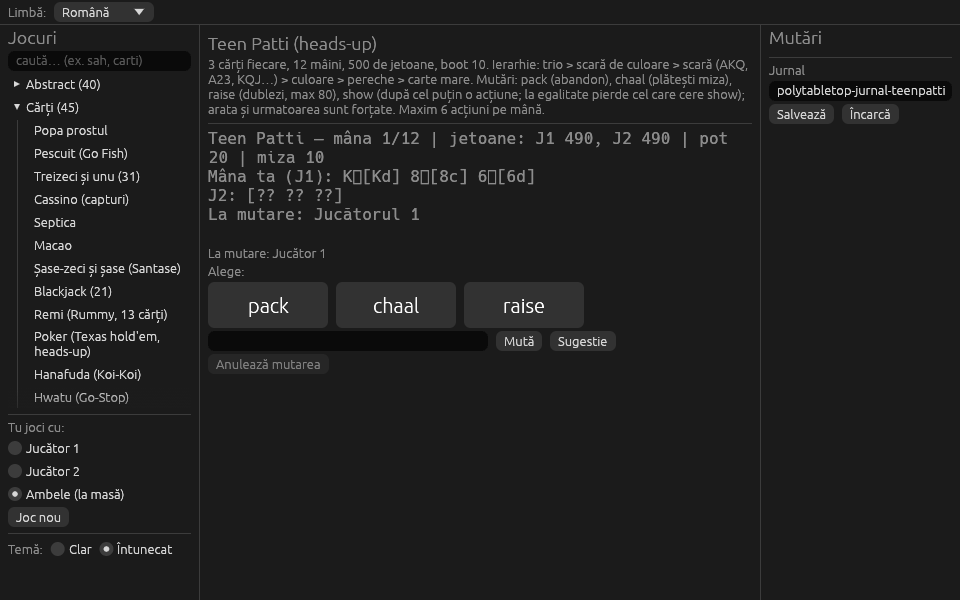 Limbă: Română
Jocuri
caută... (ex. sah, carti)
Abstract (40)
Cărți (45)
Popa prostul
Pescuit (Go Fish)
Treizeci și unu (31)
Cassino (capturi)
Septica
Macao
Șase-zeci și șase (Santase)
Blackjack (21)
Remi (Rummy, 13 cărți)
Poker (Texas hold'em,
heads-up)
Hanafuda (Koi-Koi)
Hwatu (Go-Stop)
Tu joci cu:
Jucător 1
Jucător 2
Ambele (la masă)
Joc nou
Temă: Clar Întunecat
Teen Patti (heads-up)
3 cărți fiecare, 12 mâini, 500 de jetoane, boot 10. Ierarhie: trio > scară de culoare > scară (AKQ,
A23, KQJ...) > culoare > pereche > carte mare. Mutări: pack (abandon), chaal (plătești miza),
raise (dublezi, max 80), show (după cel puțin o acțiune; la egalitate pierde cel care cere show);
arata si urmatoarea sunt forțate. Maxim 6 acțiuni pe mână.
Teen Patti — mâna 1/12 | jetoane: J1 490, J2 490 | pot
20 | miza 10
Mâna ta (J1): K□[Kd] 8□[8c] 6□[6d]
J2: [?? ?? ??]
La mutare: Jucătorul 1
La mutare: Jucător 1
Alege:
pack chaal raise
Mută Sugestie
Anulează mutarea
Mutări
Jurnal
polytabletop-jurnal-teenpatti
Salvează Încarcă